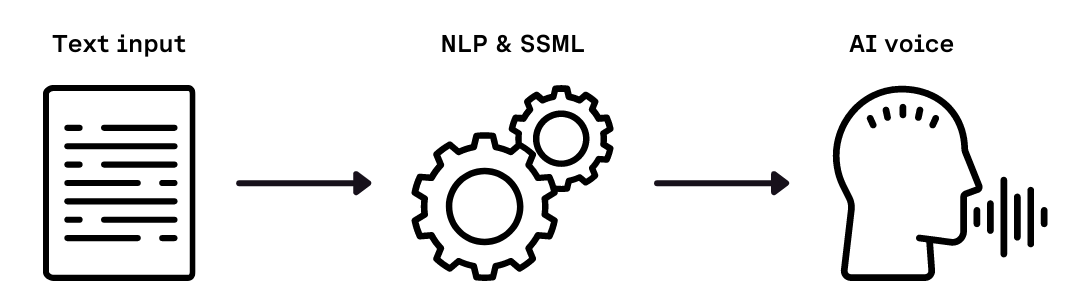 Text input
NLP & SSML
AI voice